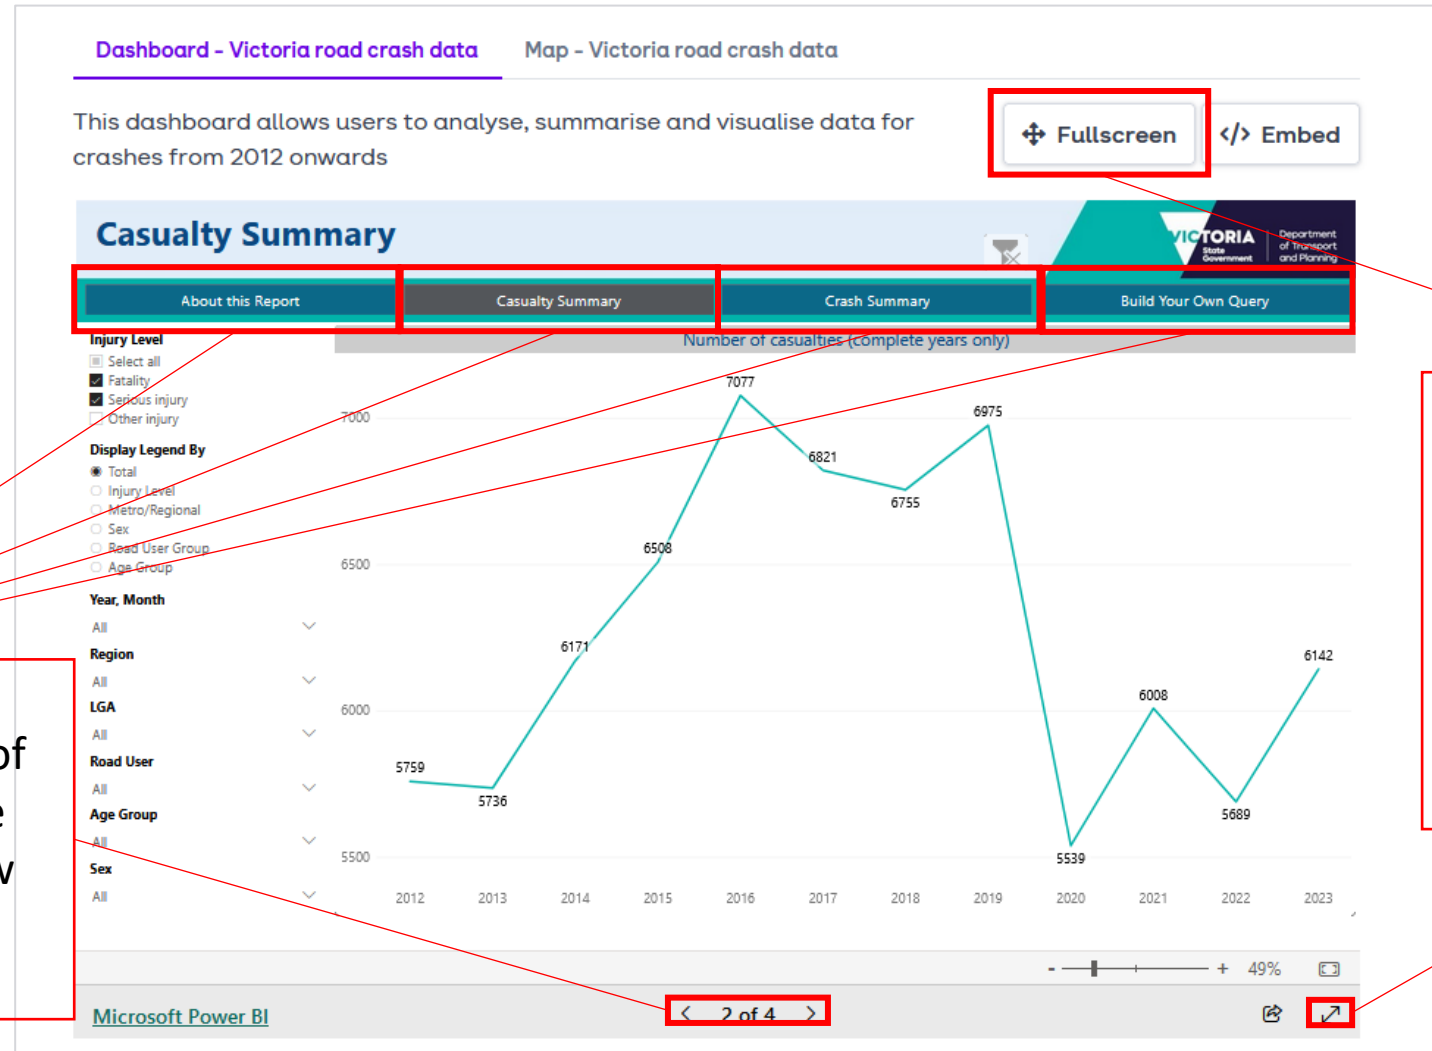 Dashboard - Victoria road crash data
Map - Victoria road crash data
This dashboard allows users to analyse, summarise and visualise data for
crashes from 2012 onwards
Fullscreen
</> Embed
Casualty Summary
VICTORIA
State
Government
Department
of Transport
and Planning
About this Report
Casualty Summary
Crash Summary
Build Your Own Query
Injury Level
Select all
Fatality
Serious injury
Other injury
Display Legend By
Total
Injury Level
Metro/Regional
Sex
Road User Group
Age Group
Year, Month
All
Region
All
LGA
All
Road User
All
Age Group
All
Sex
All
Number of casualties (complete years only)
7000
6500
6000
5500
5759
5736
6171
6508
7077
6821
6755
6975
5539
6008
5689
6142
2012 2013 2014 2015 2016 2017 2018 2019 2020 2021 2022 2023
of
- + 49%
Microsoft Power BI
< 2 of 4 >